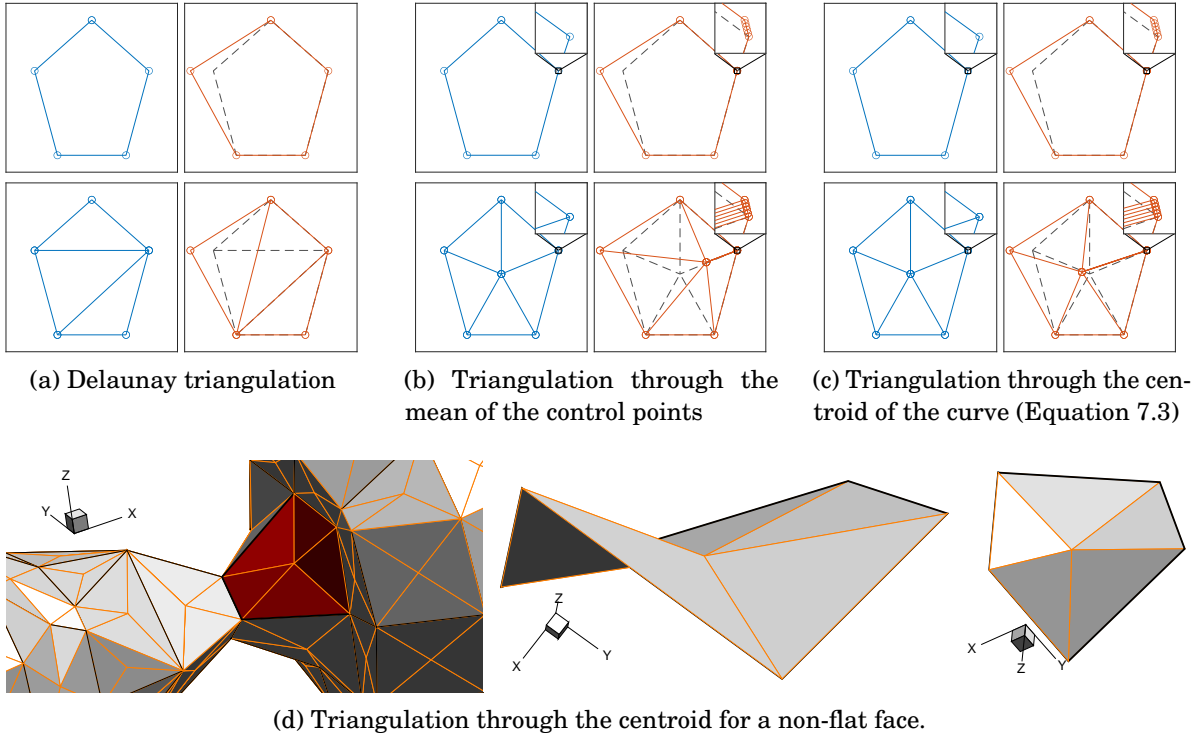 (a) Delaunay triangulation
(b) Triangulation through the
mean of the control points
(c) Triangulation through the cen-
troid of the curve (Equation 7.3)
Z
Y
X
Z
X
Y
X
Z
Y
(d) Triangulation through the centroid for a non-flat face.